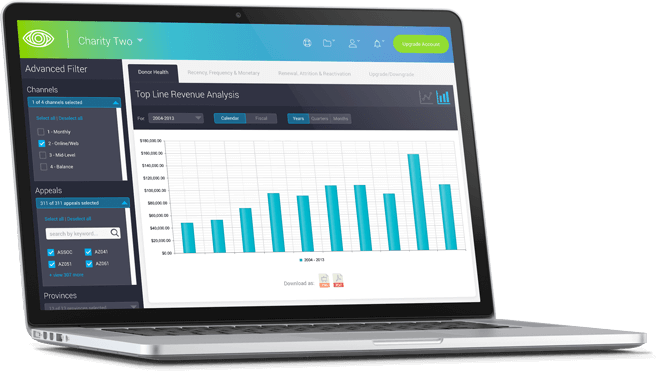 Charity Two
Upgrade Account
Advanced Filter
Channels
1 of 4 channels selected
Select all | Deselect all
1 - Monthly
2 - Online/Web
3 - Mid-Level
4 - Balance
Appeals
311 of 311 appeals selected
Select all | Deselect all
search by keyword...
ASSOC
AZ041
AZ051
AZ061
Provinces
Donor Health
Recency, Frequency & Monetary
Renewal, Attrition & Reactivation
Upgrade/Downgrade
Top Line Revenue Analysis
For
2004-2013
Calendar
Fiscal
Years
Quarters
Months
$180,000.00
$160,000.00
$140,000.00
$120,000.00
$100,000.00
$80,000.00
$60,000.00
$40,000.00
$20,000.00
$0.00
2004 - 2013
Download as: